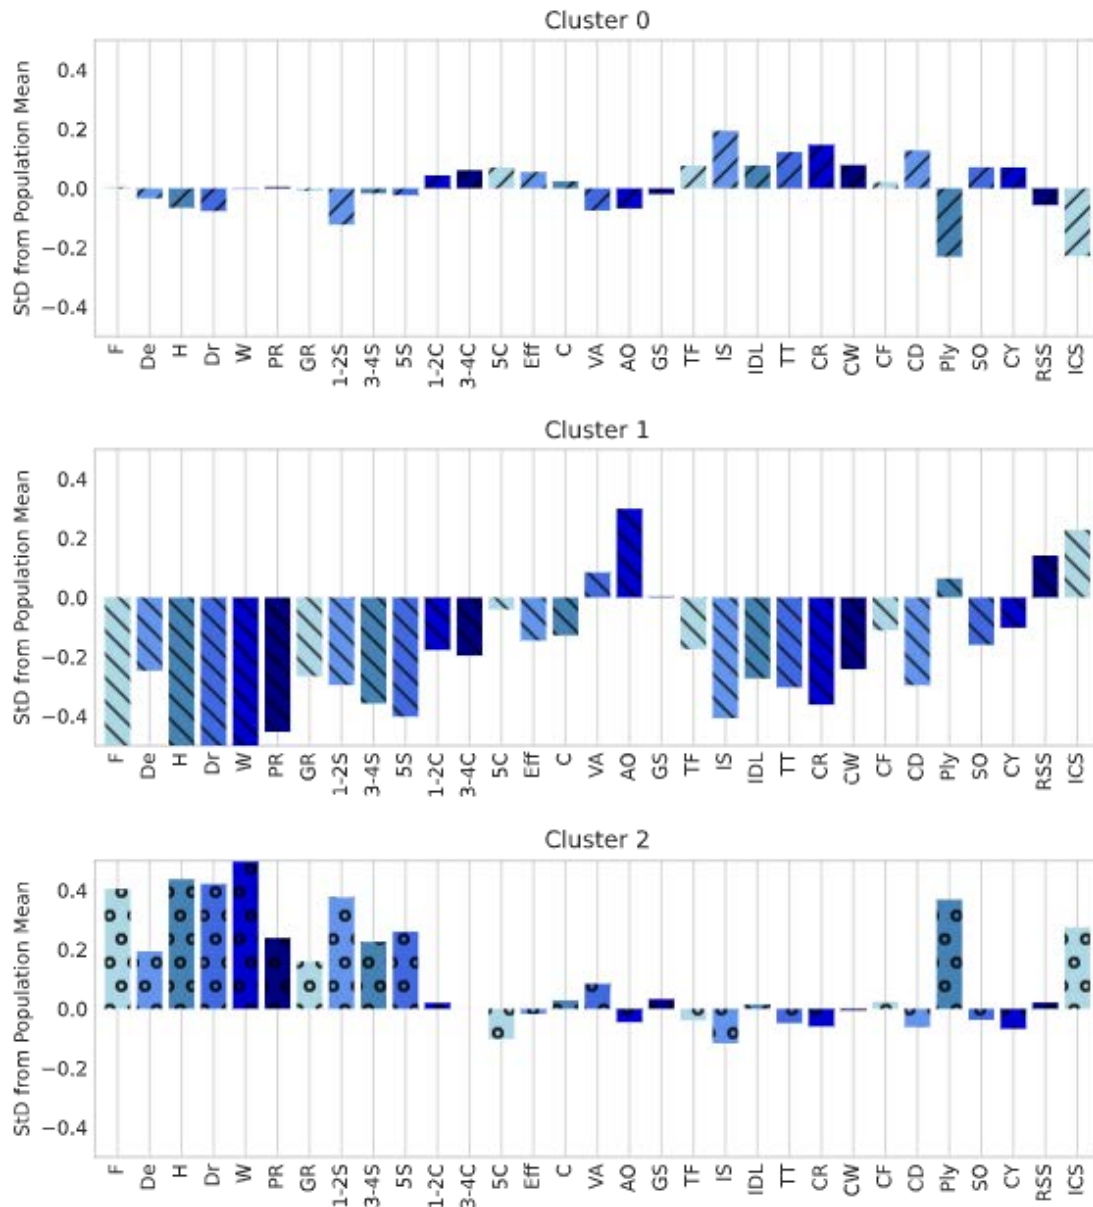 Cluster 0
StD from Population Mean
0.4
0.2
0.0
−0.2
−0.4
F De H Dr W PR GR 1-2S 3-4S 5S 1-2C 3-4C 5C Eff C VA AO GS TF IS IDL TT CR CW CF CD Ply SO CY RSS ICS
Cluster 1
StD from Population Mean
0.4
0.2
0.0
−0.2
−0.4
F De H Dr W PR GR 1-2S 3-4S 5S 1-2C 3-4C 5C Eff C VA AO GS TF IS IDL TT CR CW CF CD Ply SO CY RSS ICS
Cluster 2
StD from Population Mean
0.4
0.2
0.0
−0.2
−0.4
F De H Dr W PR GR 1-2S 3-4S 5S 1-2C 3-4C 5C Eff C VA AO GS TF IS IDL TT CR CW CF CD Ply SO CY RSS ICS